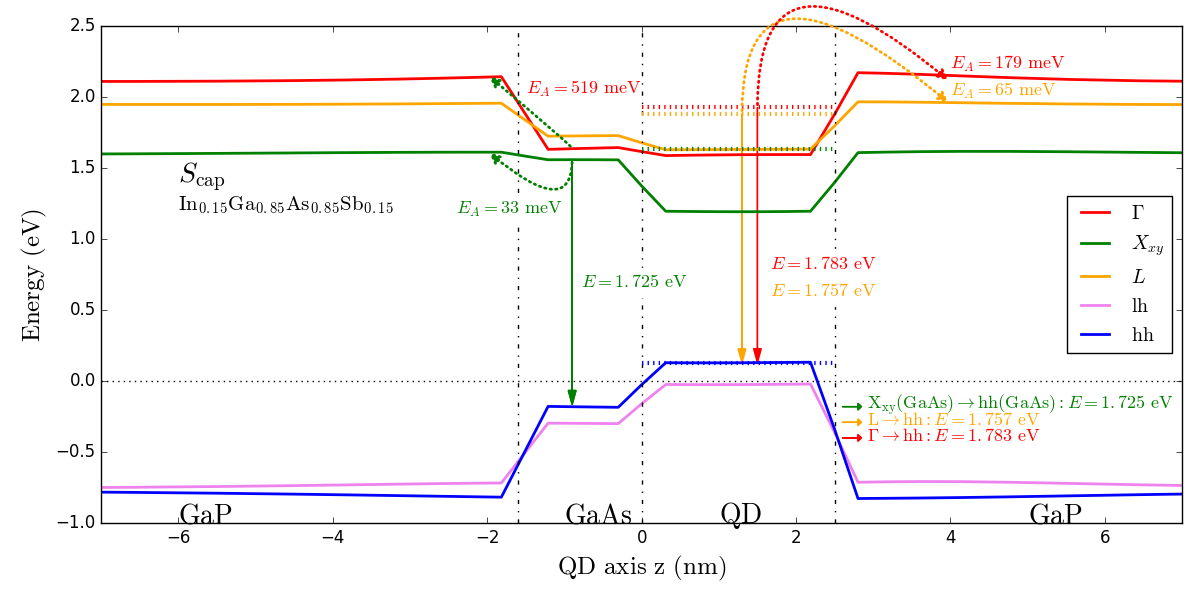 2.5
2.0
1.5
1.0
0.5
0.0
−0.5
−1.0
Energy (eV)
−6
−4
−2
0
2
4
6
QD axis z (nm)
S_cap
In_0.15Ga_0.85As_0.85Sb_0.15
E_A = 519 meV
E_A = 33 meV
E_A = 179 meV
E_A = 65 meV
E = 1.725 eV
E = 1.783 eV
E = 1.757 eV
Γ
X_xy
L
lh
hh
X_xy(GaAs) → hh(GaAs) : E = 1.725 eV
L → hh : E = 1.757 eV
Γ → hh : E = 1.783 eV
GaP
GaAs
QD
GaP